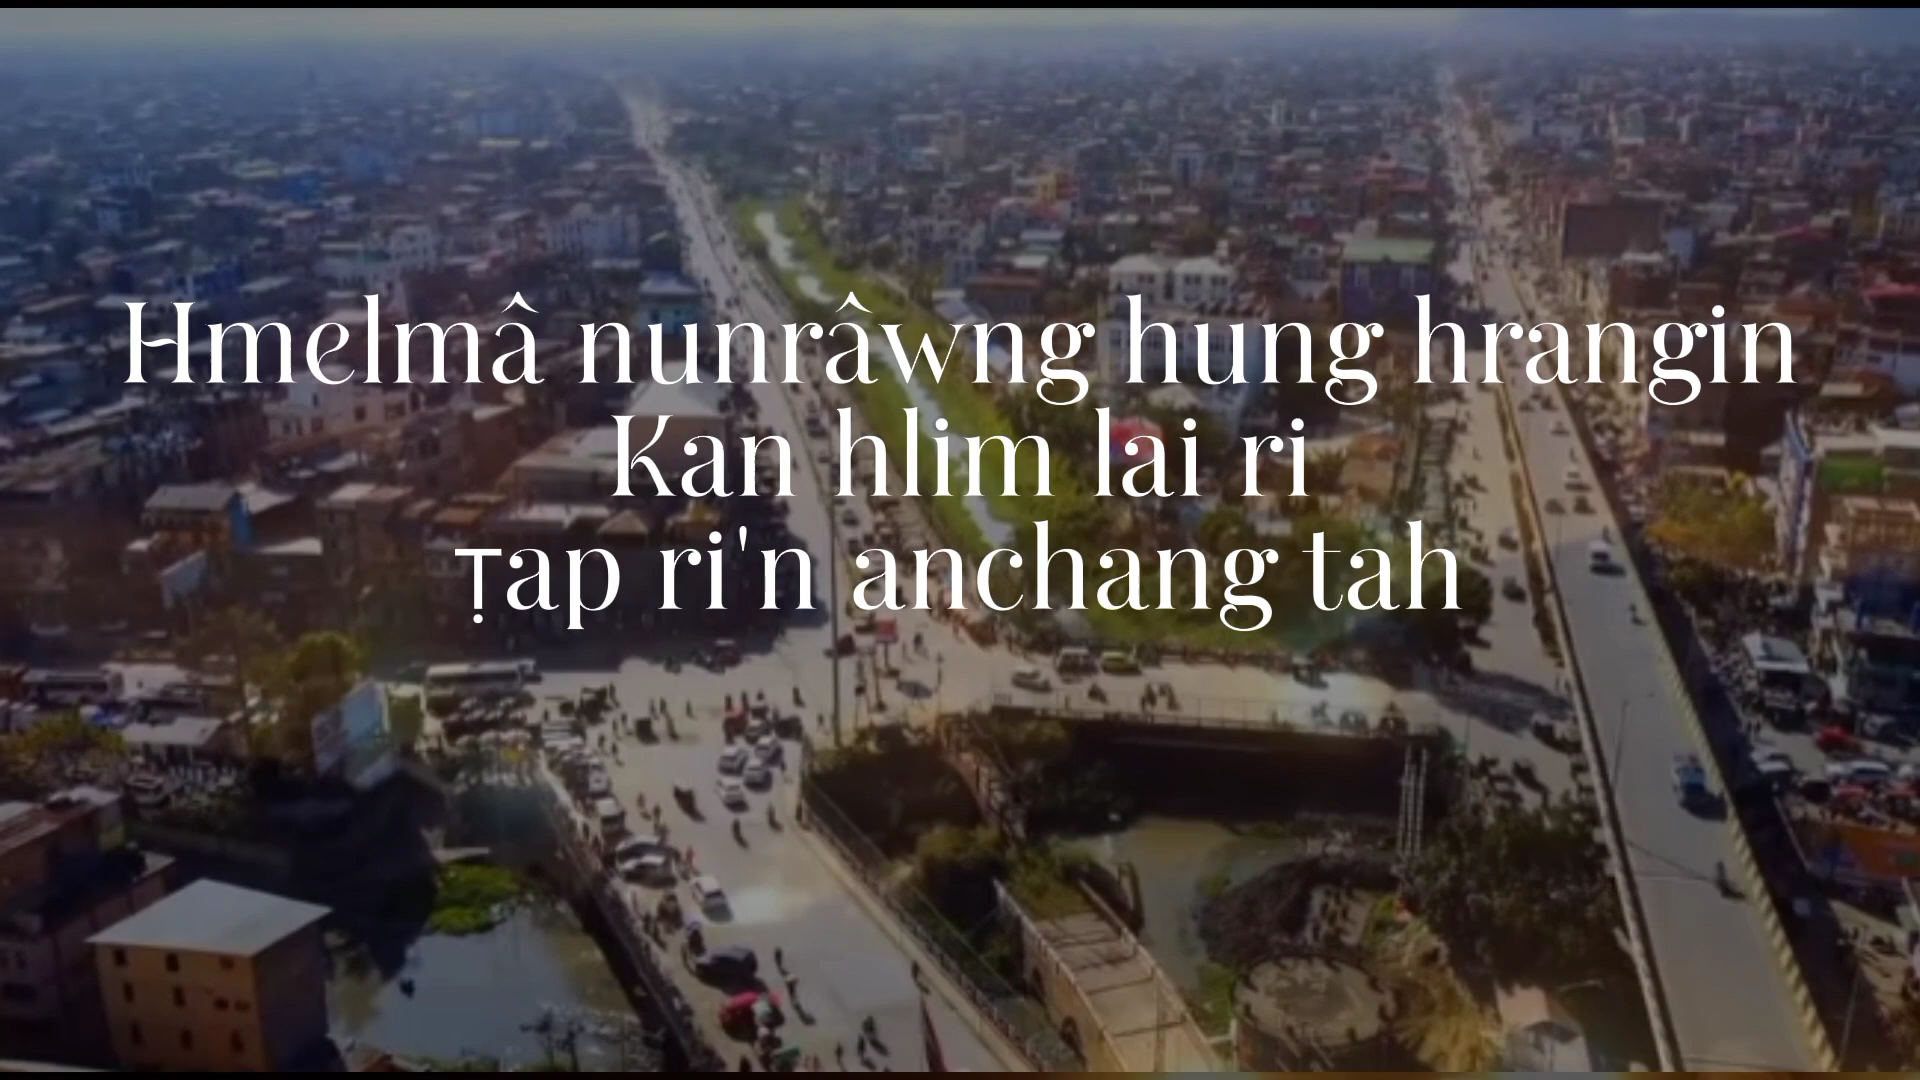 Hmelmâ nunrâwng hung hrangin
Kan hlim lai ri
Ṭap ri'n anchang tah